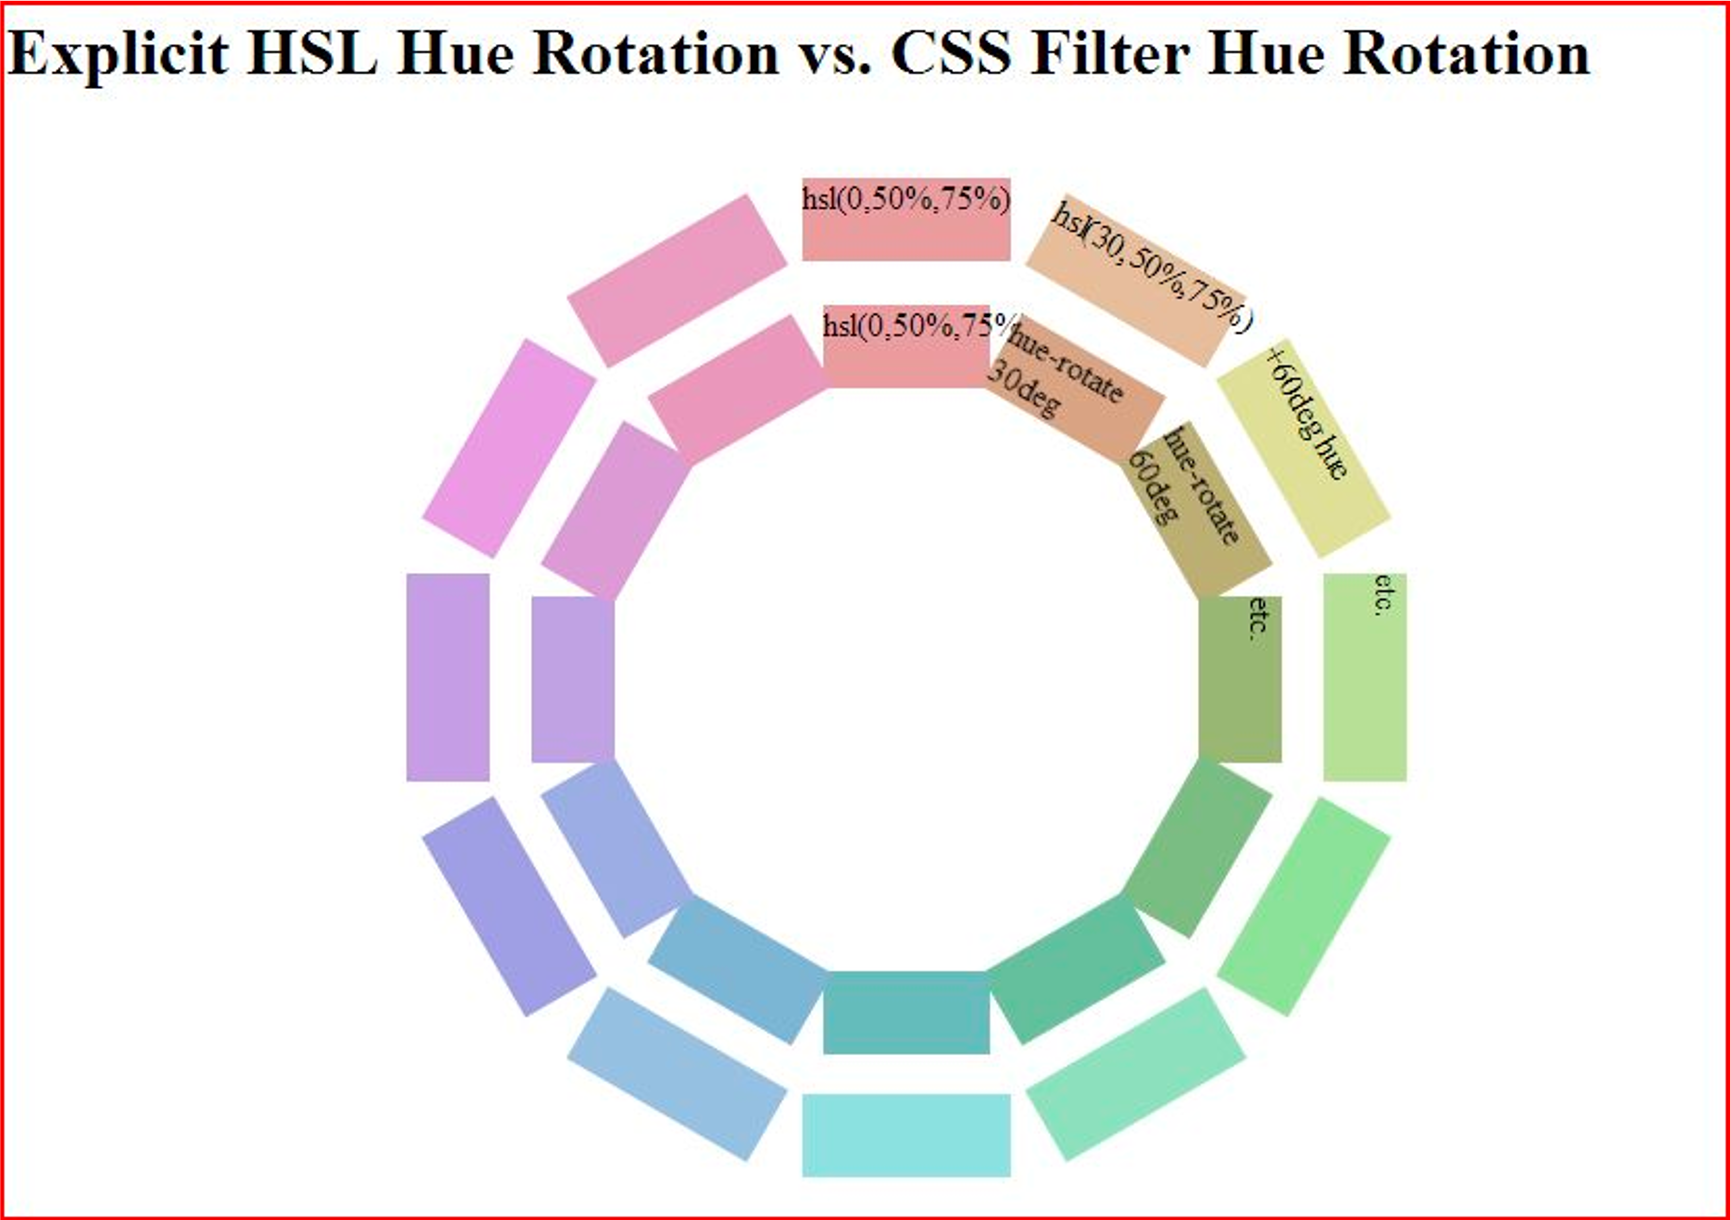 Explicit HSL Hue Rotation vs. CSS Filter Hue Rotation
hsl(0,50%,75%)
hsl(30,50%,75%)
+60deg hue
etc.
hsl(0,50%,75%
hue-rotate
30deg
hue-rotate
60deg
etc.